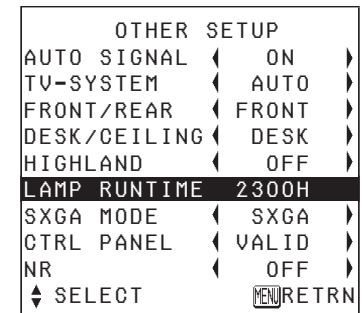 OTHER SETUP
AUTO SIGNAL ON
TV-SYSTEM AUTO
FRONT/REAR FRONT
DESK/CEILING DESK
HIGHLAND OFF
LAMP RUNTIME 2300H
SXGA MODE SXGA
CTRL PANEL VALID
NR OFF
SELECT MENU RETRN